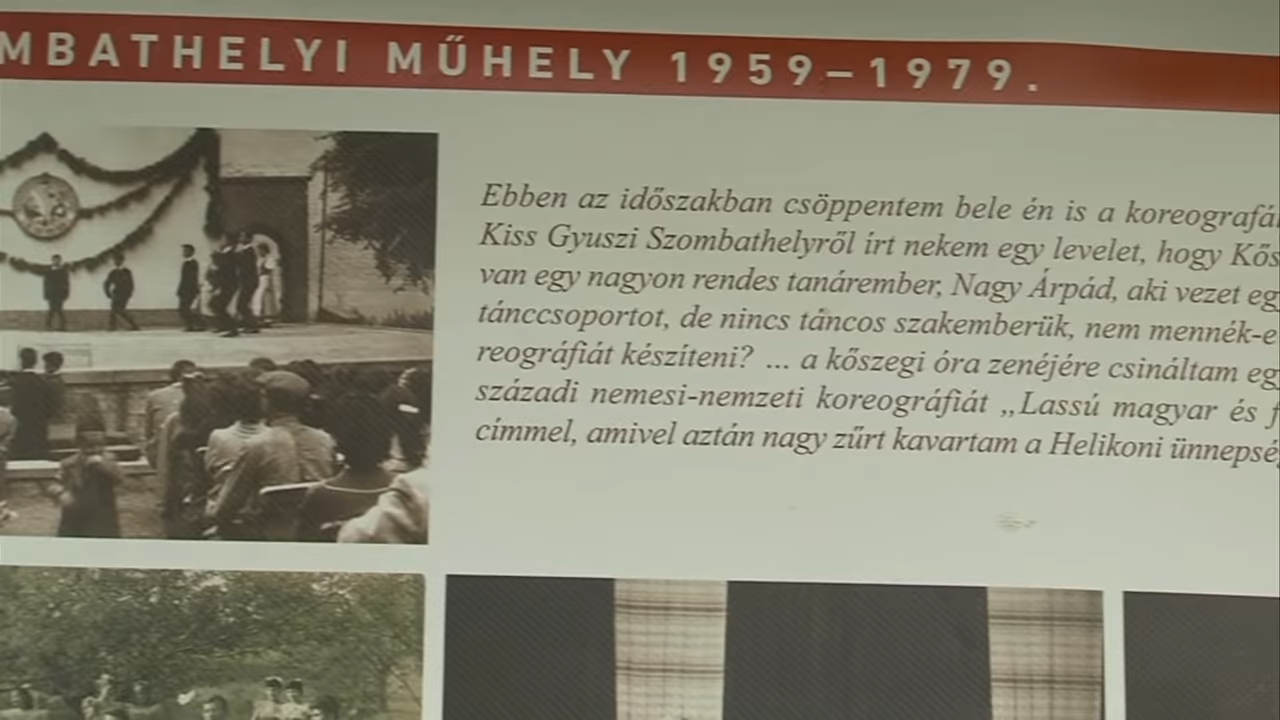 MBATHELYI MŰHELY 1959–1979.
Ebben az időszakban csöppentem bele én is a koreografá
Kiss Gyuszi Szombathelyről írt nekem egy levelet, hogy Kős
van egy nagyon rendes tanárember, Nagy Árpád, aki vezet eg
tánccsoportot, de nincs táncos szakemberük, nem mennék-e
reográfiát készíteni? ... a kőszegi óra zenéjére csináltam eg
századi nemesi-nemzeti koreográfiát „Lassú magyar és f
címmel, amivel aztán nagy zűrt kavartam a Helikoni ünnepsé